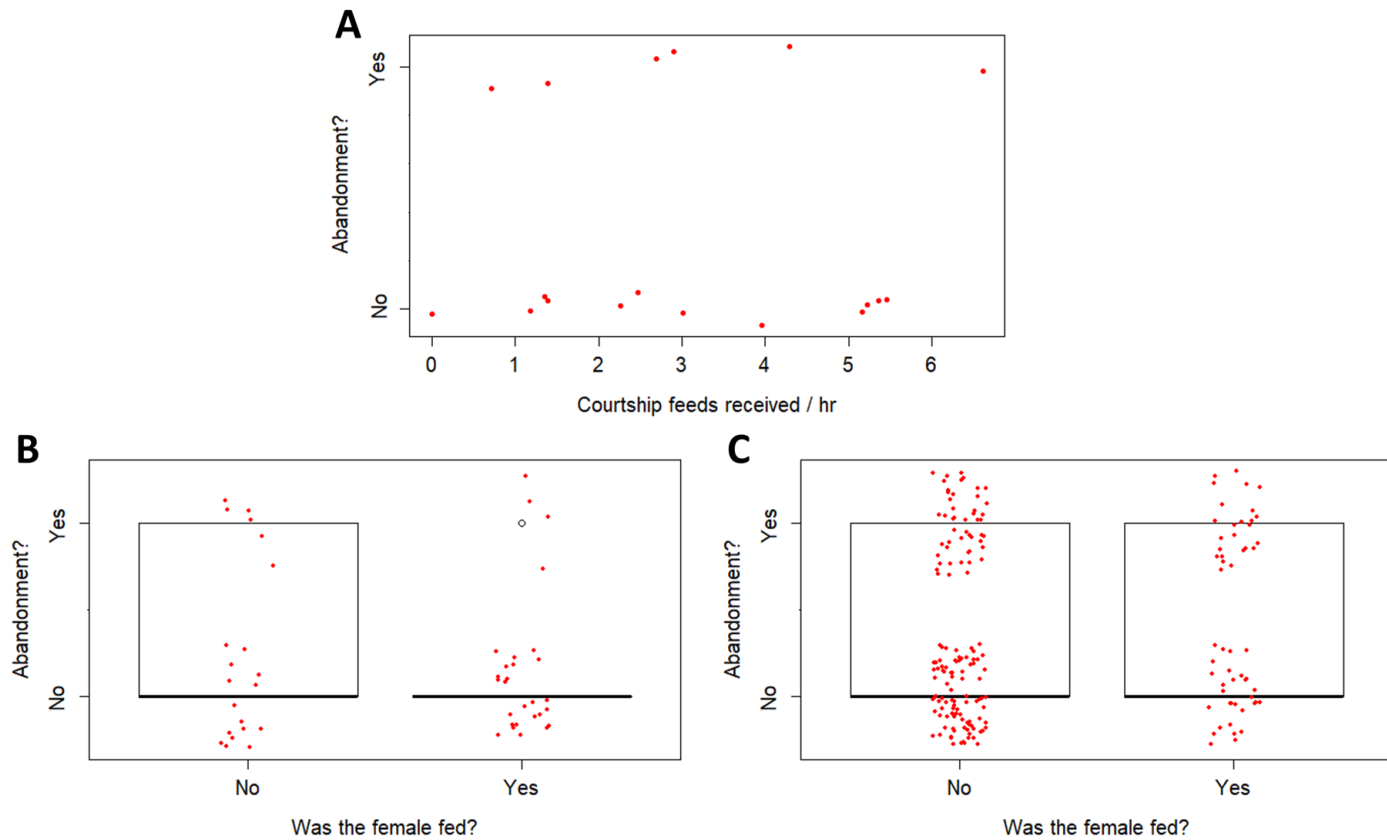 A
Yes
Abandonment?
No
0 1 2 3 4 5 6
Courtship feeds received / hr
B
Yes
Abandonment?
No
No Yes
Was the female fed?
C
Yes
Abandonment?
No
No Yes
Was the female fed?